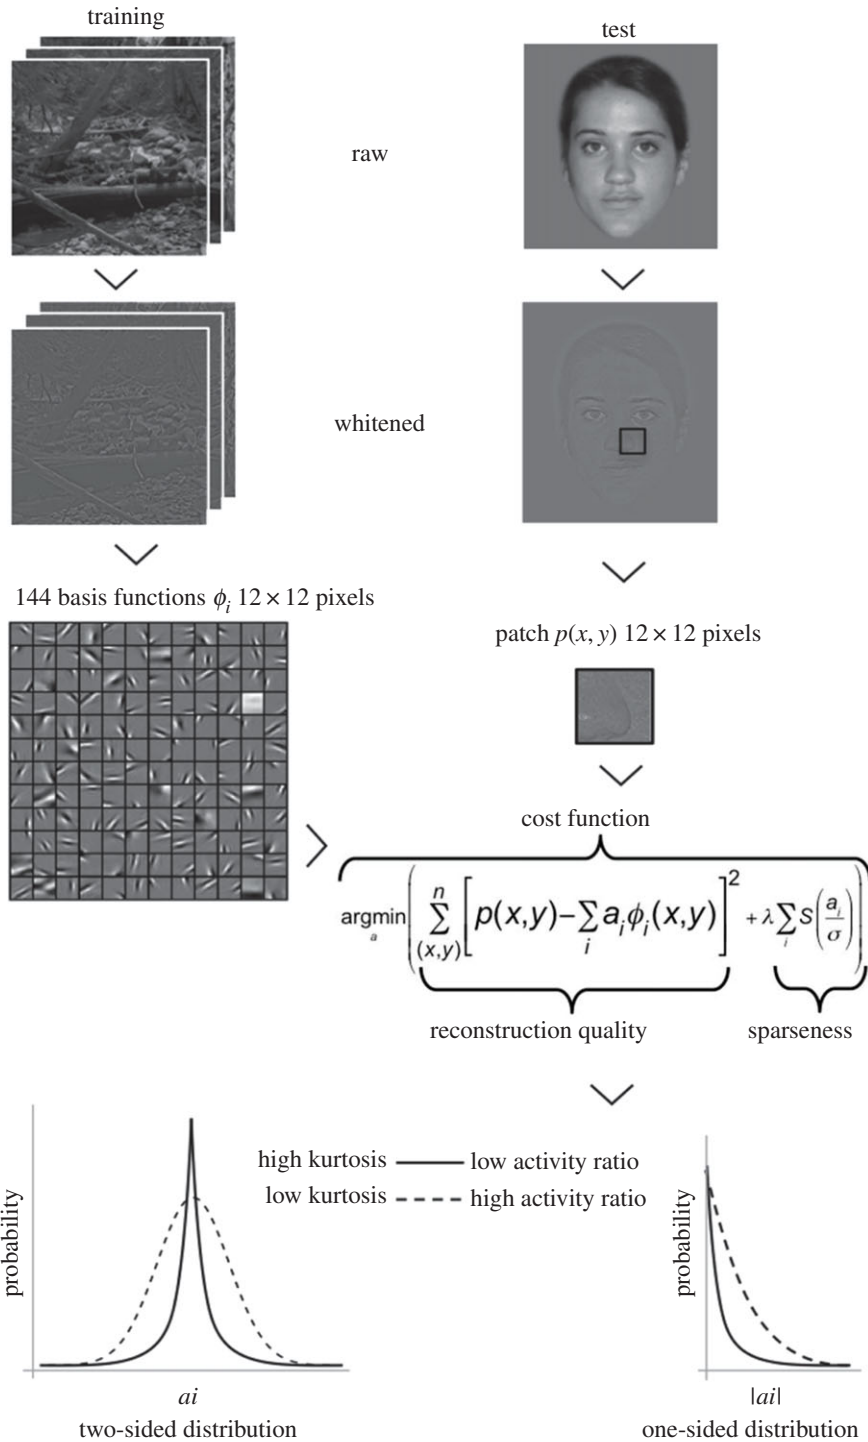 training
test
raw
whitened
144 basis functions ϕi 12 × 12 pixels
patch p(x, y) 12 × 12 pixels
cost function
argmin a ( n ∑ (x,y) [ p(x,y)−∑ i aiϕi(x,y) ] 2 + λ∑ i S( ai / σ ) )
reconstruction quality
sparseness
high kurtosis
low activity ratio
low kurtosis
high activity ratio
probability
probability
ai
|ai|
two-sided distribution
one-sided distribution